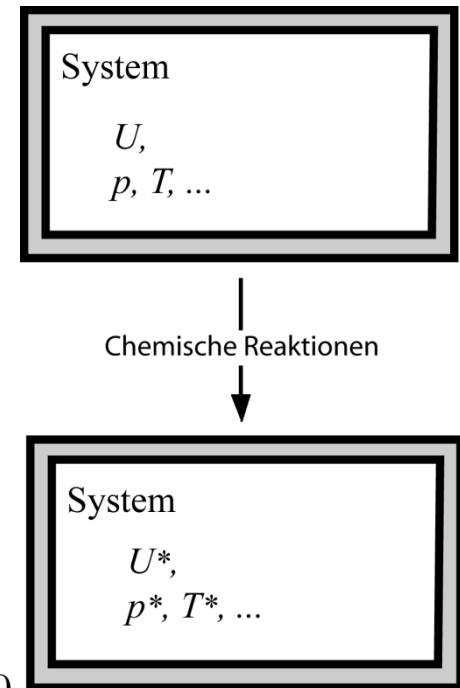 System
U,
p, T, ...
Chemische Reaktionen
System
U*,
p*, T*, ...
)